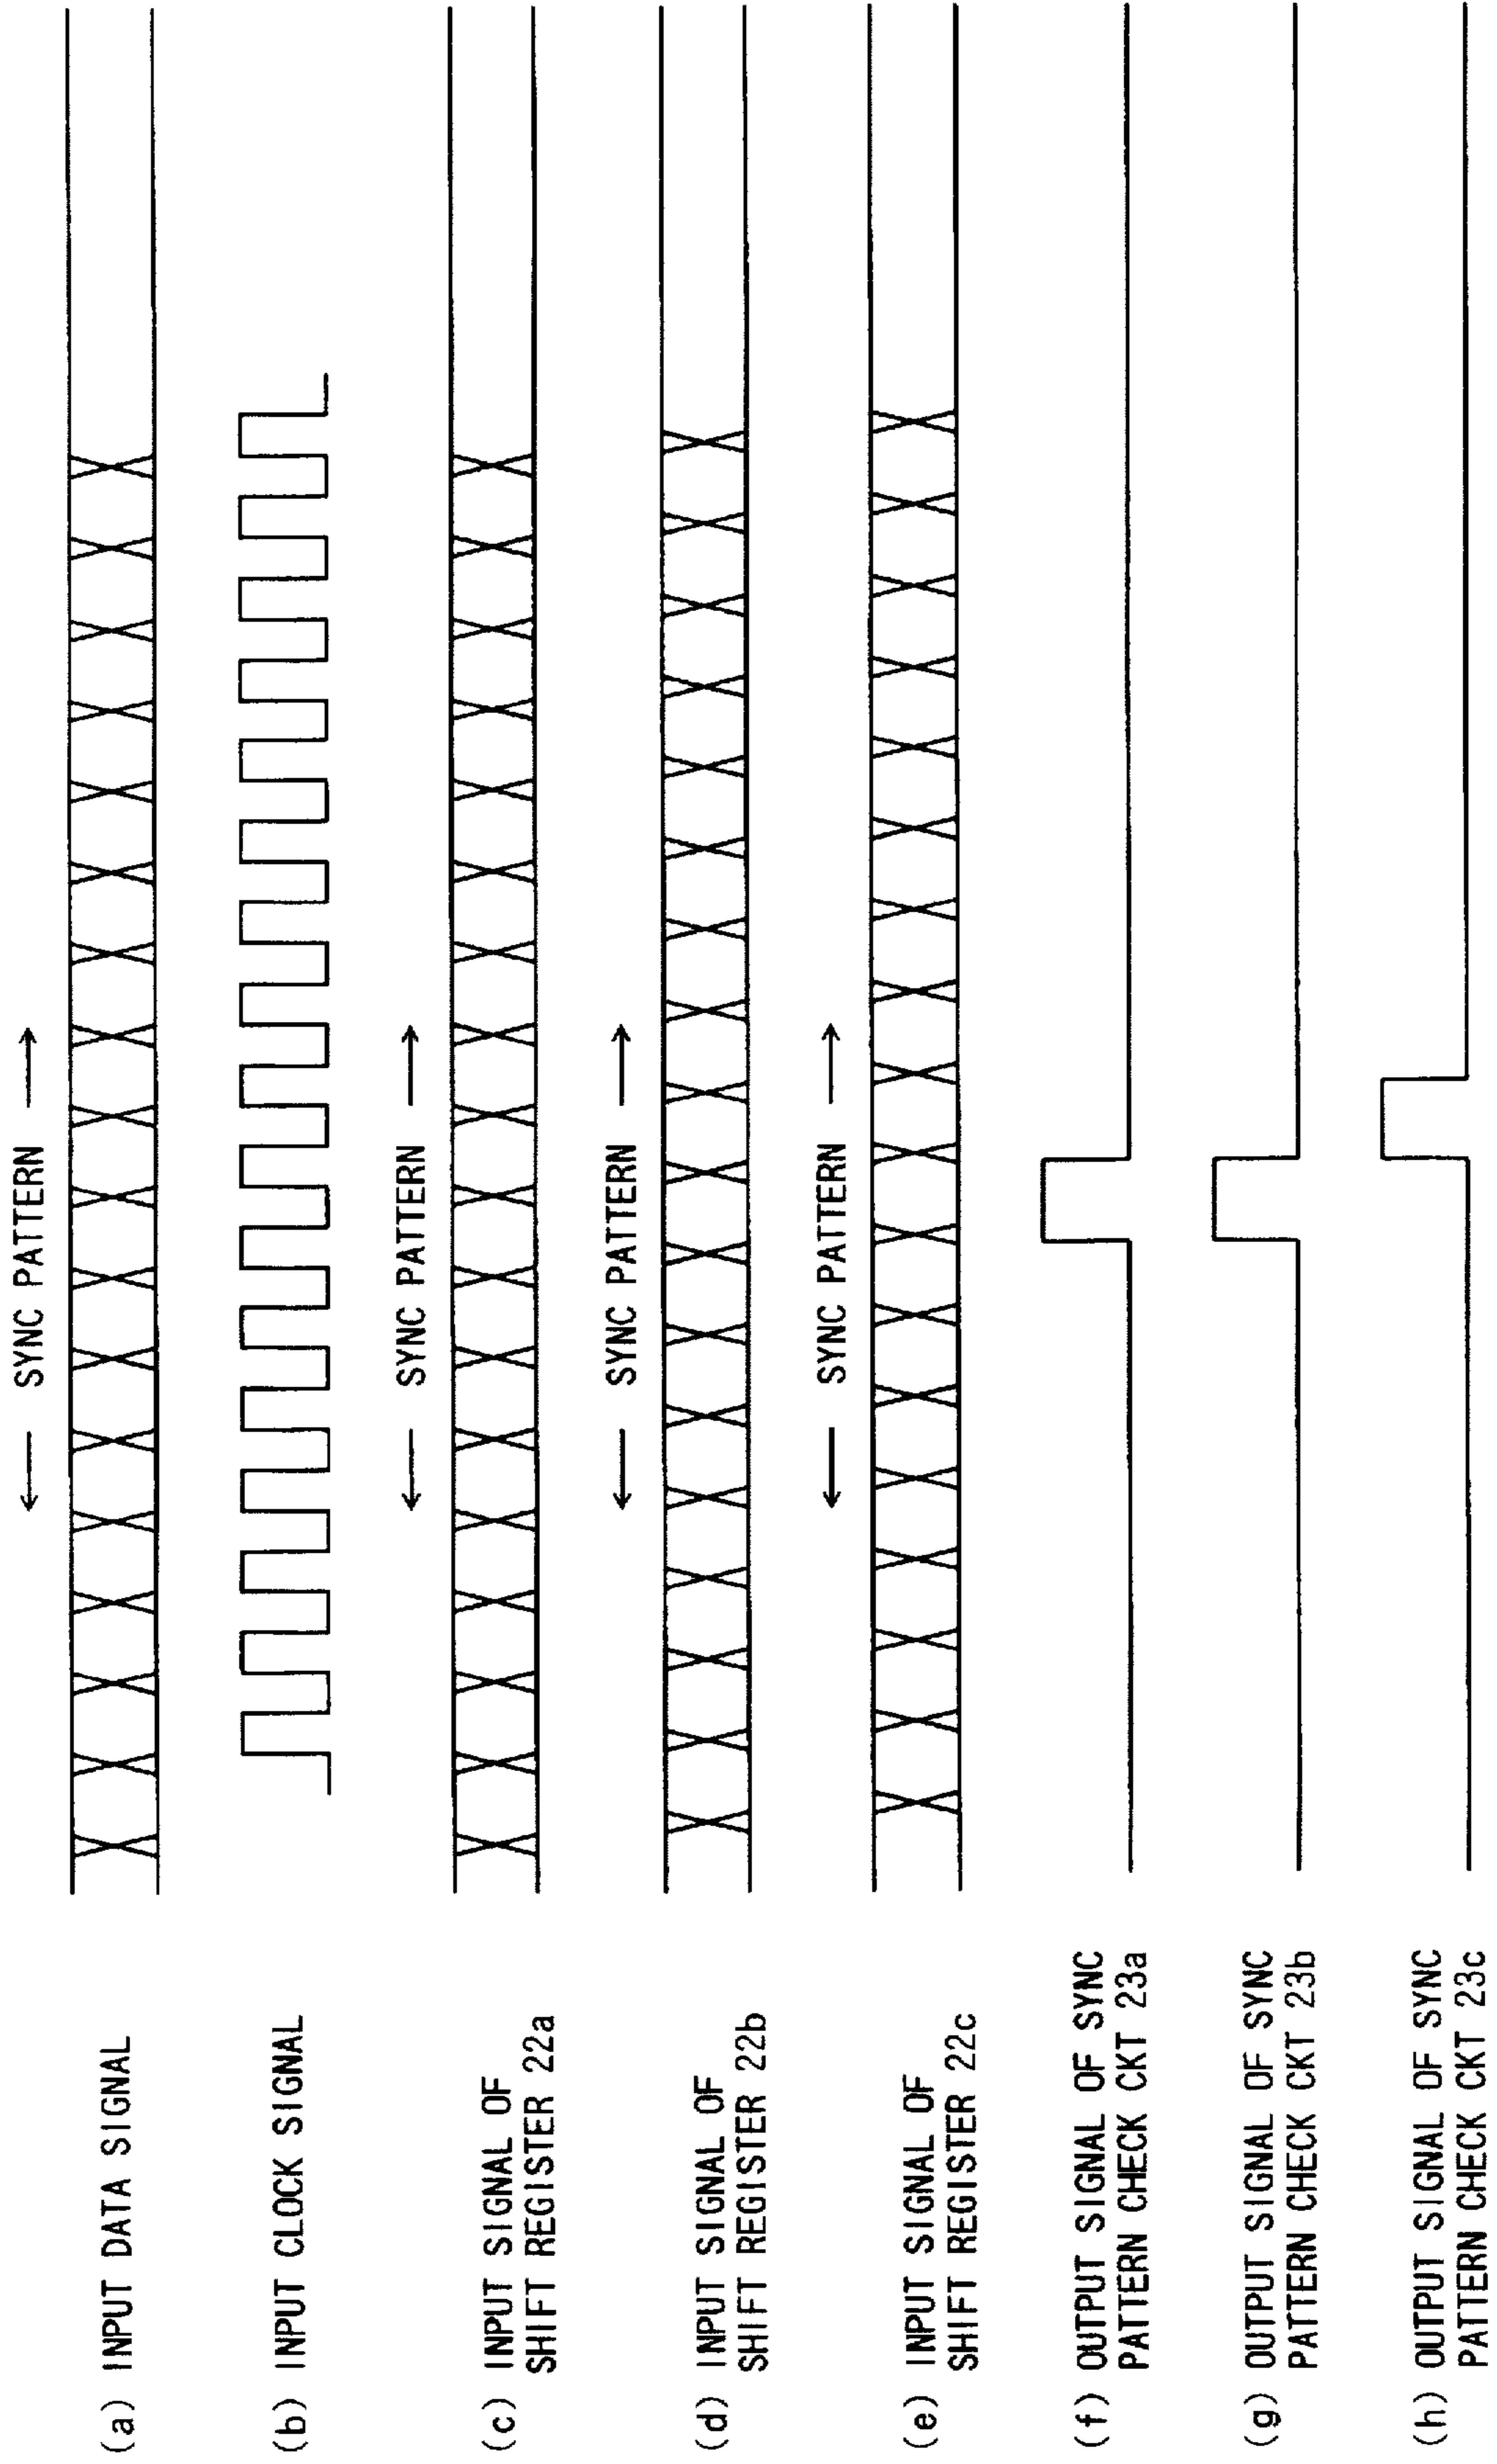 (a) INPUT DATA SIGNAL
← SYNC PATTERN →
(b) INPUT CLOCK SIGNAL
(c) INPUT SIGNAL OF
SHIFT REGISTER 22a
← SYNC PATTERN →
(d) INPUT SIGNAL OF
SHIFT REGISTER 22b
← SYNC PATTERN →
(e) INPUT SIGNAL OF
SHIFT REGISTER 22c
← SYNC PATTERN →
(f) OUTPUT SIGNAL OF SYNC
PATTERN CHECK CKT 23a
(g) OUTPUT SIGNAL OF SYNC
PATTERN CHECK CKT 23b
(h) OUTPUT SIGNAL OF SYNC
PATTERN CHECK CKT 23c